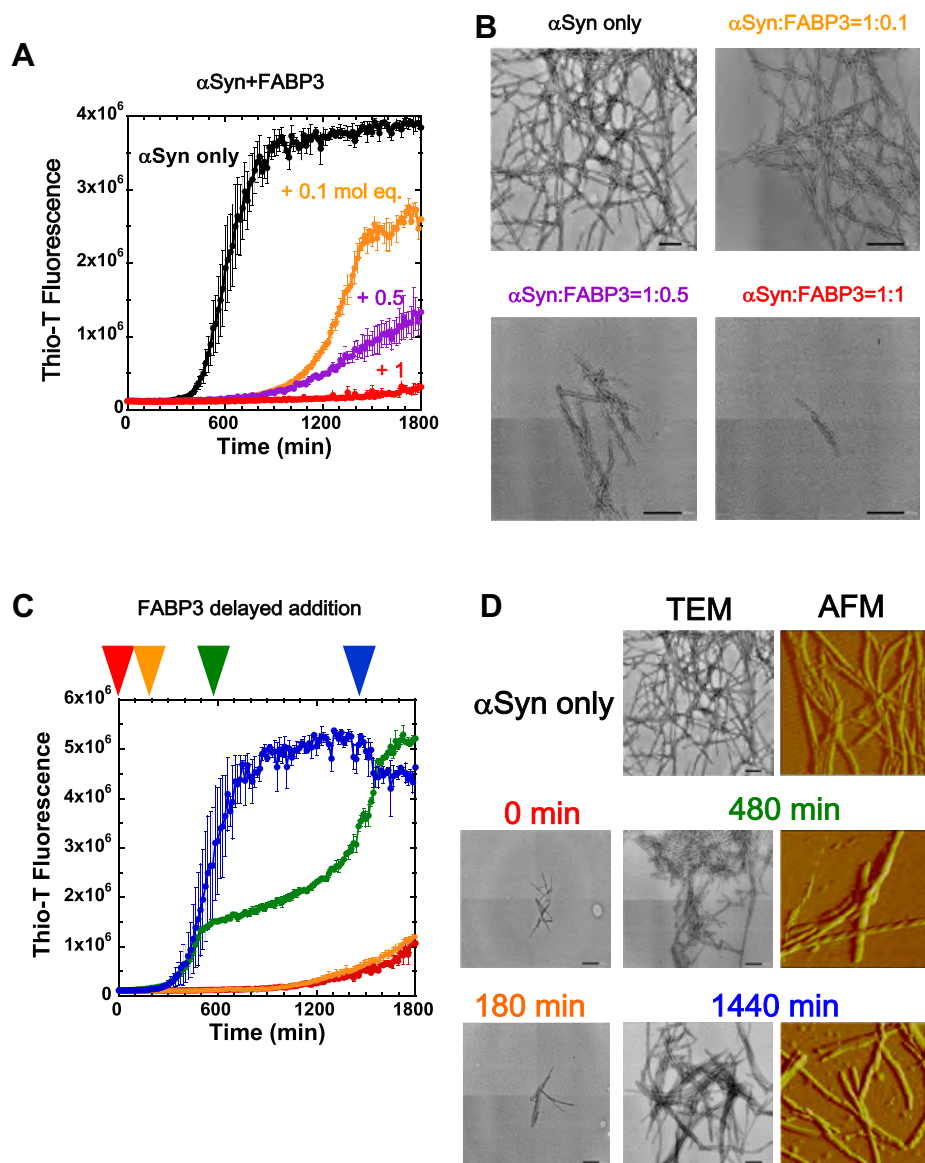 A
αSyn+FABP3
4x10⁶
3x10⁶
2x10⁶
1x10⁶
0
Thio-T Fluorescence
αSyn only
+ 0.1 mol eq.
+ 0.5
+ 1
0 600 1200 1800
Time (min)
B
αSyn only
αSyn:FABP3=1:0.1
αSyn:FABP3=1:0.5
αSyn:FABP3=1:1
C
FABP3 delayed addition
6x10⁶
5x10⁶
4x10⁶
3x10⁶
2x10⁶
1x10⁶
0
Thio-T Fluorescence
0 600 1200 1800
Time (min)
D
TEM AFM
αSyn only
0 min
480 min
180 min
1440 min